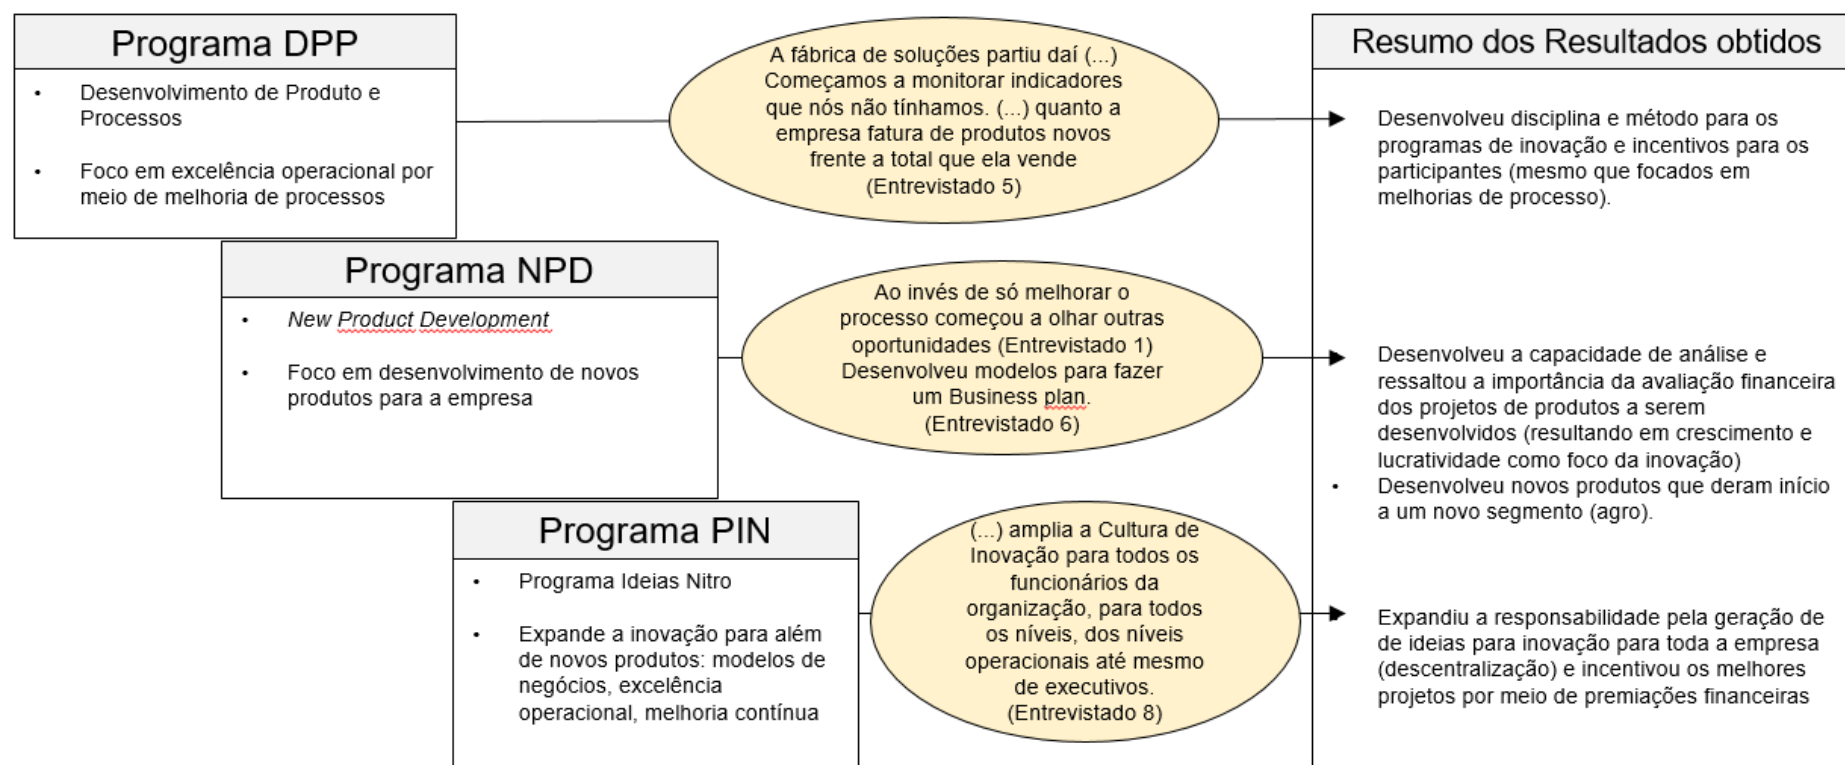 Programa DPP
• Desenvolvimento de Produto e
Processos
• Foco em excelência operacional por
meio de melhoria de processos
A fábrica de soluções partiu daí (...)
Começamos a monitorar indicadores
que nós não tínhamos. (...) quanto a
empresa fatura de produtos novos
frente a total que ela vende
(Entrevistado 5)
Resumo dos Resultados obtidos
Desenvolveu disciplina e método para os
programas de inovação e incentivos para os
participantes (mesmo que focados em
melhorias de processo).
Programa NPD
• New Product Development
• Foco em desenvolvimento de novos
produtos para a empresa
Ao invés de só melhorar o
processo começou a olhar outras
oportunidades (Entrevistado 1)
Desenvolveu modelos para fazer
um Business plan.
(Entrevistado 6)
Desenvolveu a capacidade de análise e
ressaltou a importância da avaliação financeira
dos projetos de produtos a serem
desenvolvidos (resultando em crescimento e
lucratividade como foco da inovação)
• Desenvolveu novos produtos que deram início
a um novo segmento (agro).
Programa PIN
• Programa Ideias Nitro
• Expande a inovação para além
de novos produtos: modelos de
negócios, excelência
operacional, melhoria contínua
(...) amplia a Cultura de
Inovação para todos os
funcionários da
organização, para todos
os níveis, dos níveis
operacionais até mesmo
de executivos.
(Entrevistado 8)
Expandiu a responsabilidade pela geração de
de ideias para inovação para toda a empresa
(descentralização) e incentivou os melhores
projetos por meio de premiações financeiras